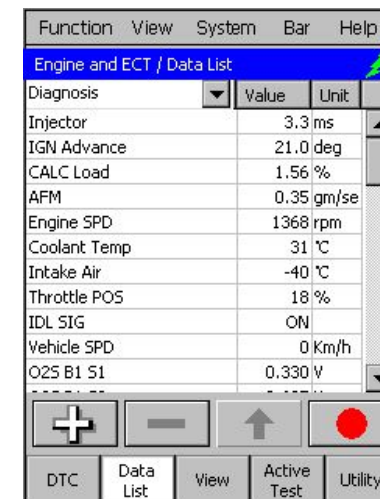 Function View System Bar Help
Engine and ECT / Data List
Diagnosis Value Unit
Injector 3.3 ms
IGN Advance 21.0 deg
CALC Load 1.56 %
AFM 0.35 gm/se
Engine SPD 1368 rpm
Coolant Temp 31 ℃
Intake Air -40 ℃
Throttle POS 18 %
IDL SIG ON
Vehicle SPD 0 Km/h
O2S B1 S1 0.330 V
DTC Data List View Active Test Utility